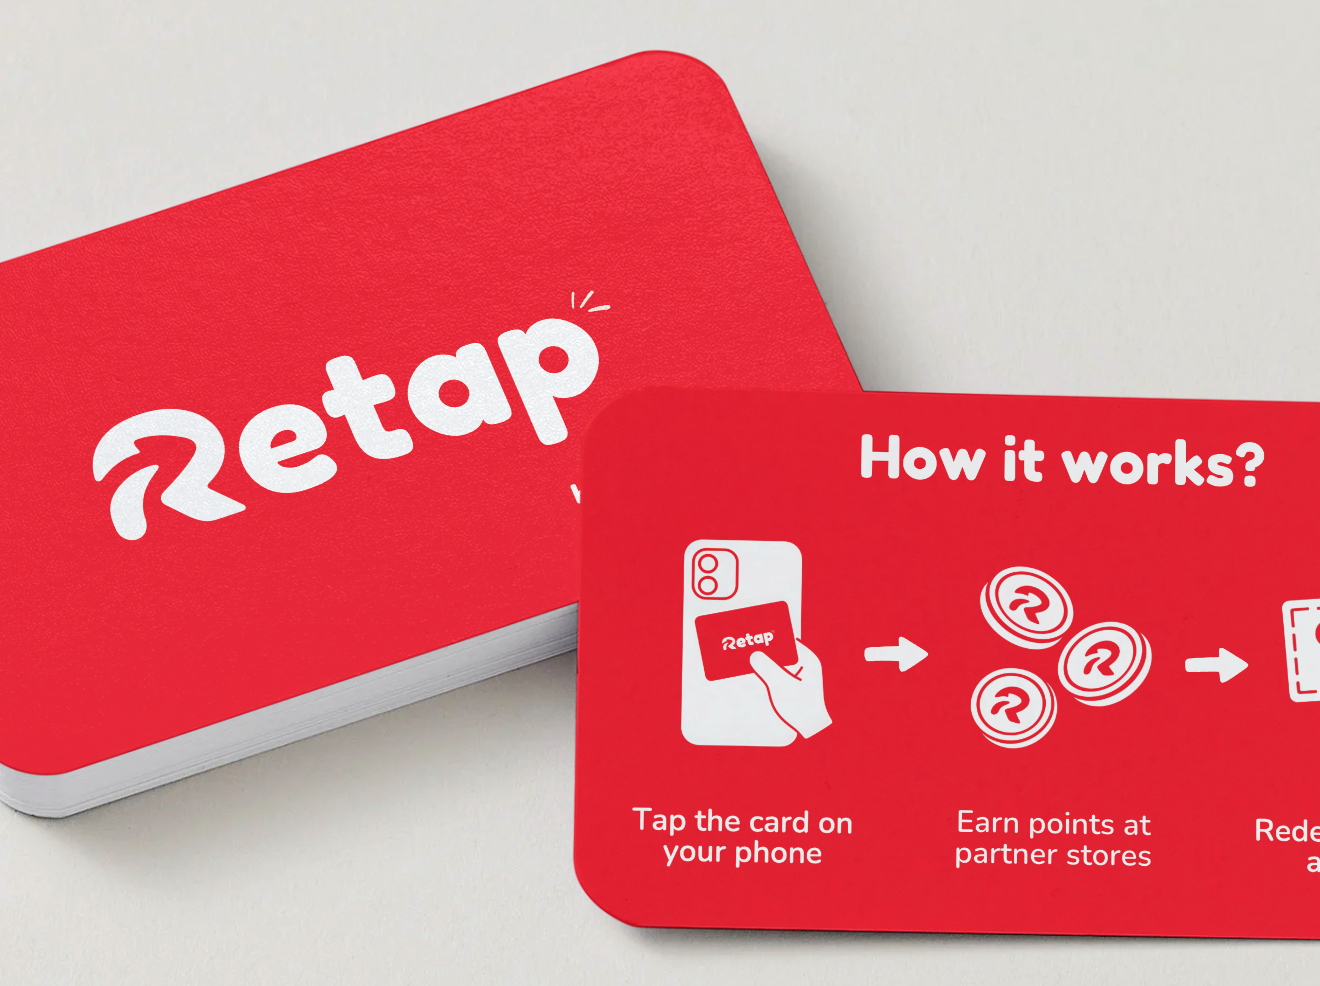 Retap
How it works?
Retap
Tap the card on
your phone
Earn points at
partner stores